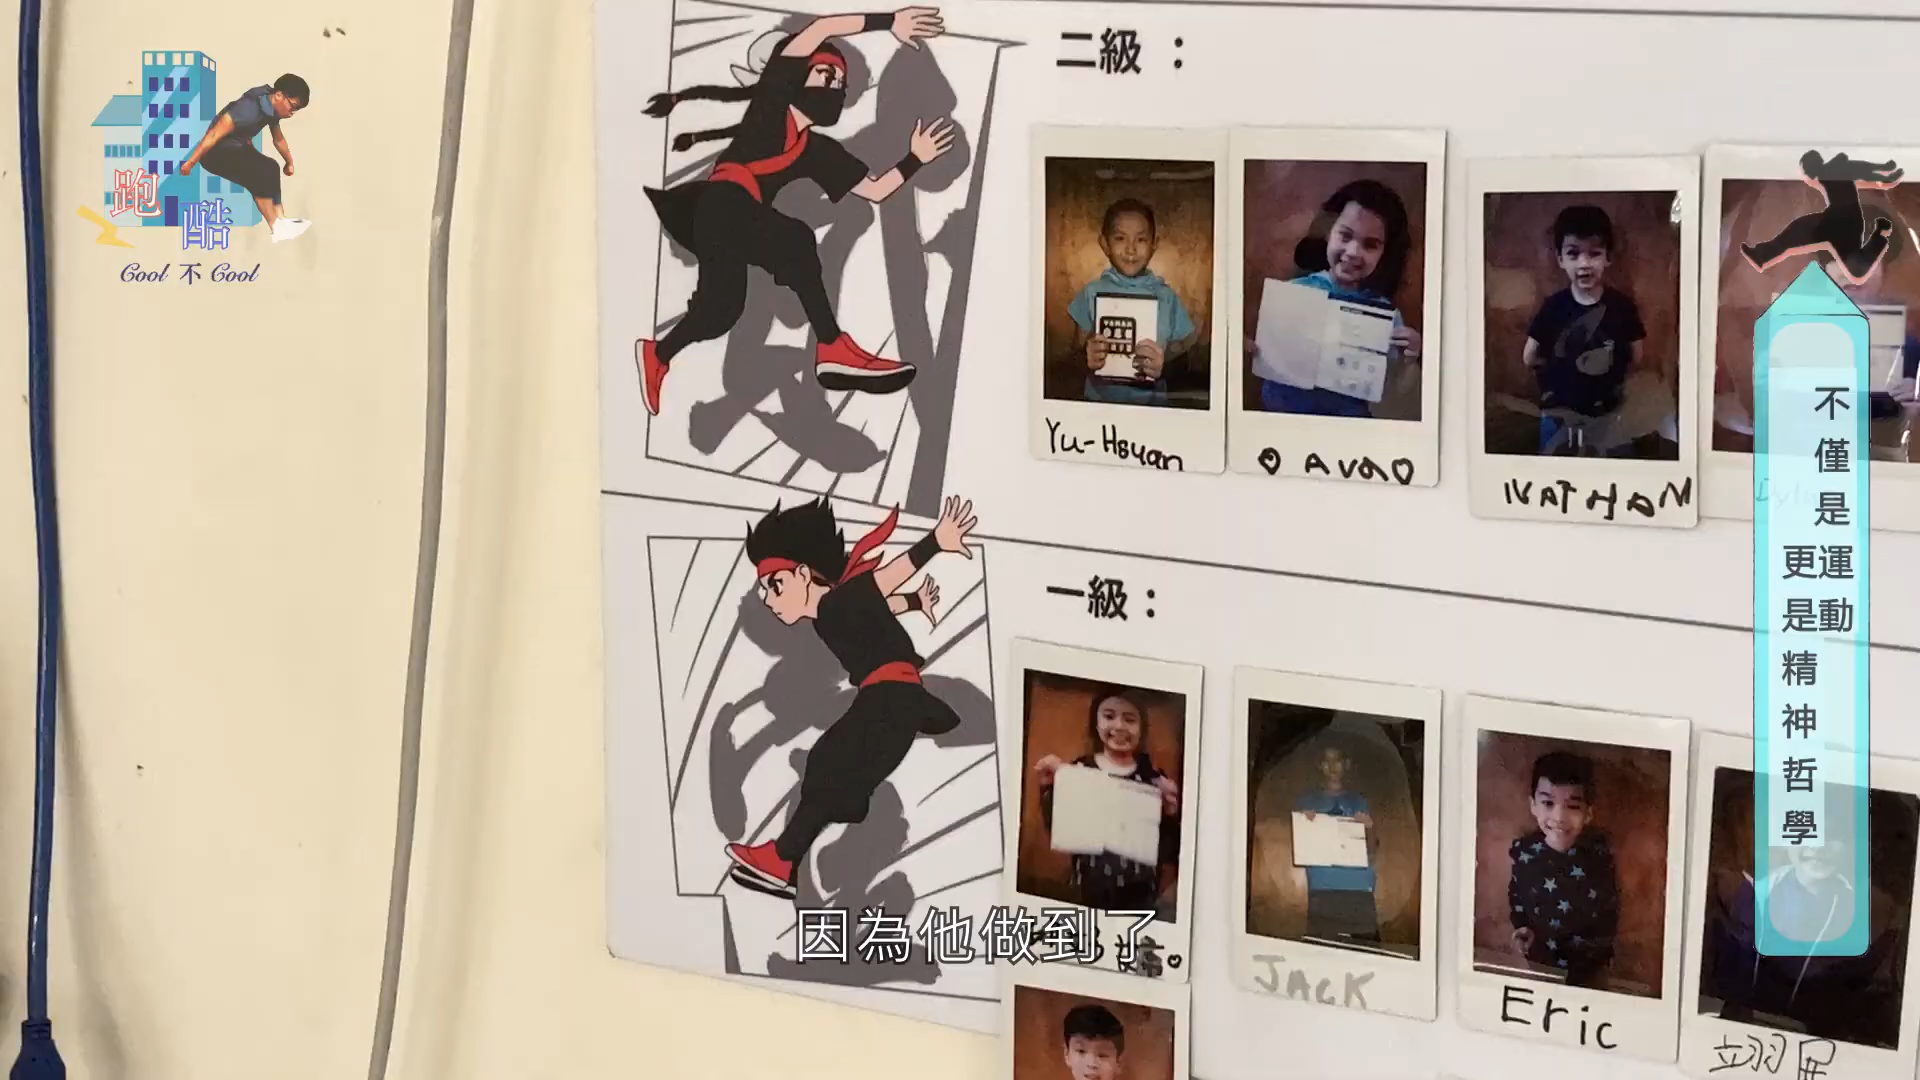 跑酷
Cool 不 Cool
二級：
Yu-Hsuan
AVA
NATHAN
不僅是運動
更是精神哲學
一級：
JACK
Eric
因為他做到了